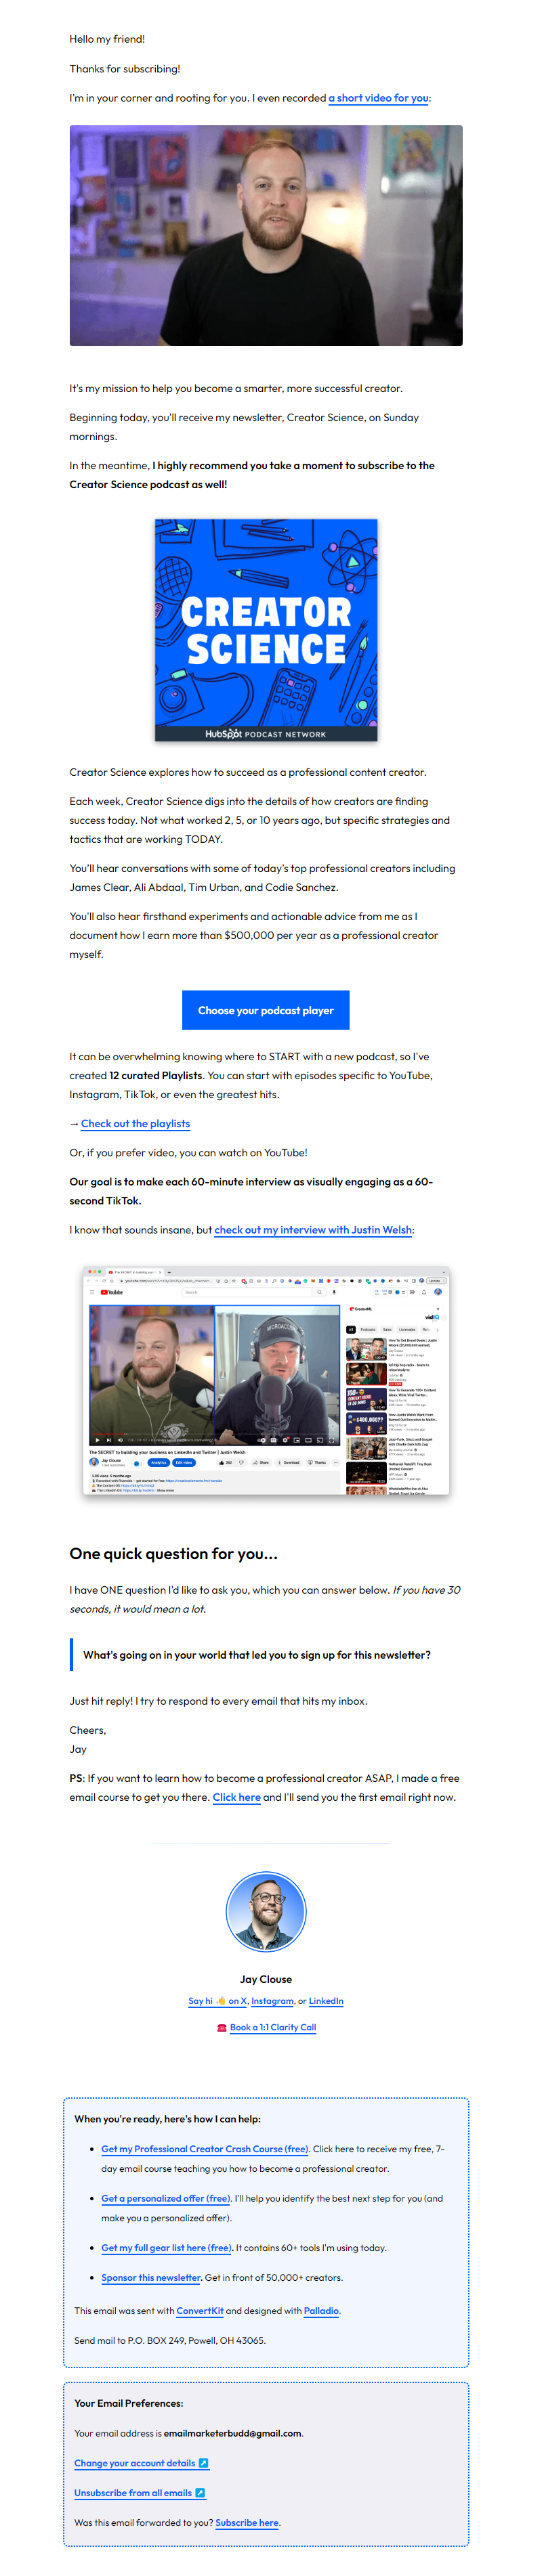 Hello my friend!
Thanks for subscribing!
I'm in your corner and rooting for you. I even recorded a short video for you:
It's my mission to help you become a smarter, more successful creator.
Beginning today, you'll receive my newsletter, Creator Science, on Sunday
mornings.
In the meantime, I highly recommend you take a moment to subscribe to the
Creator Science podcast as well!
CREATOR
SCIENCE
HubSpot PODCAST NETWORK
Creator Science explores how to succeed as a professional content creator.
Each week, Creator Science digs into the details of how creators are finding
success today. Not what worked 2, 5, or 10 years ago, but specific strategies and
tactics that are working TODAY.
You'll hear conversations with some of today's top professional creators including
James Clear, Ali Abdaal, Tim Urban, and Codie Sanchez.
You'll also hear firsthand experiments and actionable advice from me as I
document how I earn more than $500,000 per year as a professional creator
myself.
Choose your podcast player
It can be overwhelming knowing where to START with a new podcast, so I've
created 12 curated Playlists. You can start with episodes specific to YouTube,
Instagram, TikTok, or even the greatest hits.
→ Check out the playlists
Or, if you prefer video, you can watch on YouTube!
Our goal is to make each 60-minute interview as visually engaging as a 60-
second TikTok.
I know that sounds insane, but check out my interview with Justin Welsh:
YouTube
Search
The SECRET to building your business on LinkedIn and Twitter | Justin Welsh
Jay Clouse
Analytics
Edit video
Share
Download
Thanks
One quick question for you...
I have ONE question I'd like to ask you, which you can answer below. If you have 30
seconds, it would mean a lot.
What's going on in your world that led you to sign up for this newsletter?
Just hit reply! I try to respond to every email that hits my inbox.
Cheers,
Jay
PS: If you want to learn how to become a professional creator ASAP, I made a free
email course to get you there. Click here and I'll send you the first email right now.
Jay Clouse
Say hi 👋 on X, Instagram, or LinkedIn
☎️ Book a 1:1 Clarity Call
When you're ready, here's how I can help:
• Get my Professional Creator Crash Course (free). Click here to receive my free, 7-
day email course teaching you how to become a professional creator.
• Get a personalized offer (free). I'll help you identify the best next step for you (and
make you a personalized offer).
• Get my full gear list here (free). It contains 60+ tools I'm using today.
• Sponsor this newsletter. Get in front of 50,000+ creators.
This email was sent with ConvertKit and designed with Palladio.
Send mail to P.O. BOX 249, Powell, OH 43065.
Your Email Preferences:
Your email address is emailmarketerbudd@gmail.com.
Change your account details ↗️
Unsubscribe from all emails ↗️
Was this email forwarded to you? Subscribe here.